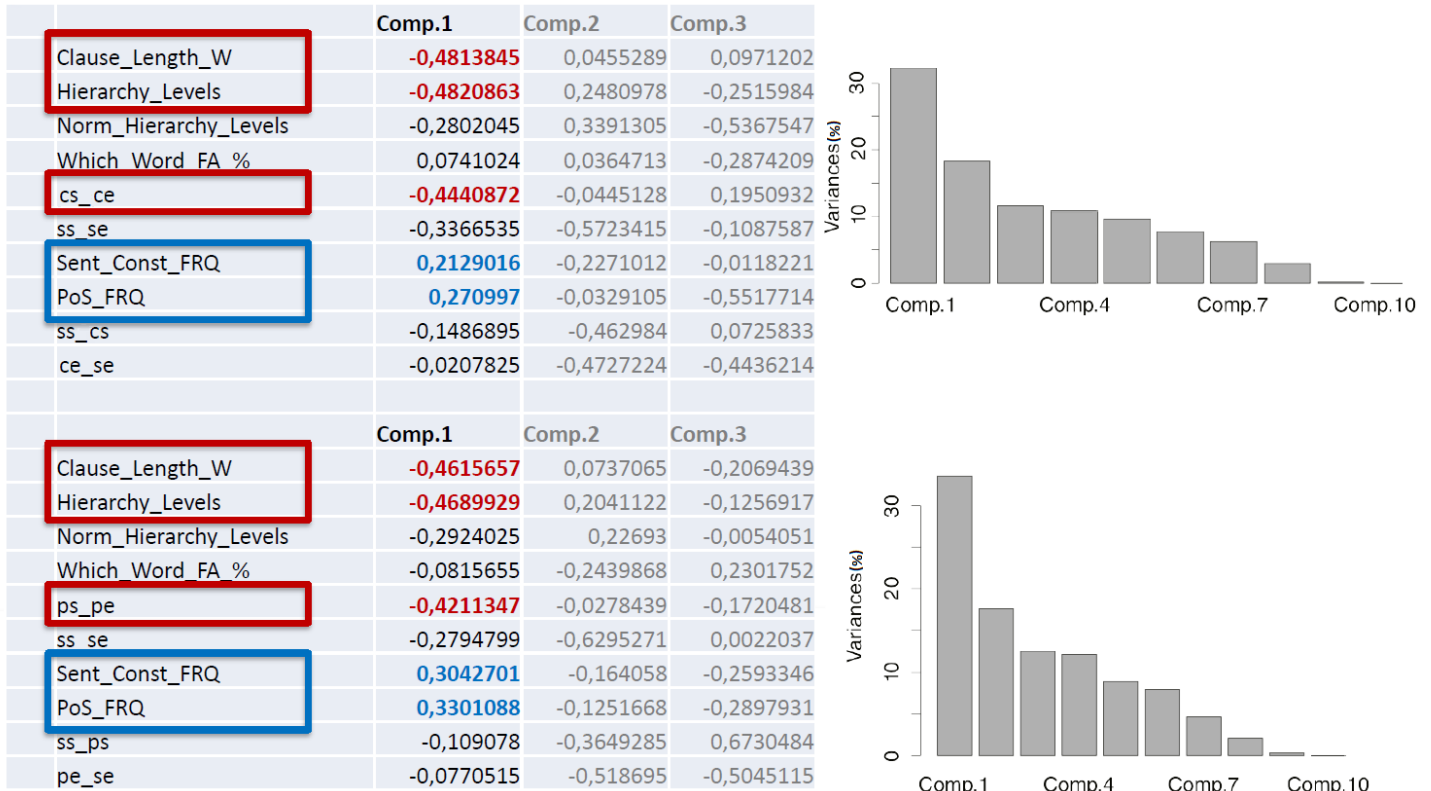 Comp.1 Comp.2 Comp.3
Clause_Length_W -0,4813845 0,0455289 0,0971202
Hierarchy_Levels -0,4820863 0,2480978 -0,2515984
Norm_Hierarchy_Levels -0,2802045 0,3391305 -0,5367547
Which_Word_FA_% 0,0741024 0,0364713 -0,2874209
cs_ce -0,4440872 -0,0445128 0,1950932
ss_se -0,3366535 -0,5723415 -0,1087587
Sent_Const_FRQ 0,2129016 -0,2271012 -0,0118221
PoS_FRQ 0,270997 -0,0329105 -0,5517714
ss_cs -0,1486895 -0,462984 0,0725833
ce_se -0,0207825 -0,4727224 -0,4436214
Variances(%)
30
20
10
0
Comp.1 Comp.4 Comp.7 Comp.10
Comp.1 Comp.2 Comp.3
Clause_Length_W -0,4615657 0,0737065 -0,2069439
Hierarchy_Levels -0,4689929 0,2041122 -0,1256917
Norm_Hierarchy_Levels -0,2924025 0,22693 -0,0054051
Which_Word_FA_% -0,0815655 -0,2439868 0,2301752
ps_pe -0,4211347 -0,0278439 -0,1720481
ss_se -0,2794799 -0,6295271 0,0022037
Sent_Const_FRQ 0,3042701 -0,164058 -0,2593346
PoS_FRQ 0,3301088 -0,1251668 -0,2897931
ss_ps -0,109078 -0,3649285 0,6730484
pe_se -0,0770515 -0,518695 -0,5045115
Variances(%)
30
20
10
0
Comp.1 Comp.4 Comp.7 Comp.10